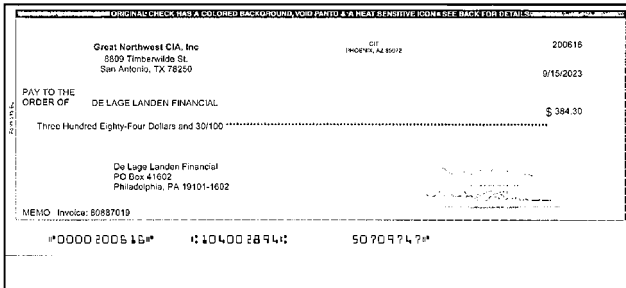 ORIGINAL CHECK HAS A COLORED BACKGROUND, VOID PANTO & A HEAT SENSITIVE ICON - SEE BACK FOR DETAILS
Great Northwest CIA, Inc
8809 Timberwilde St.
San Antonio, TX 78250
CIT
PHOENIX, AZ 85072
200616
9/15/2023
PAY TO THE
ORDER OF DE LAGE LANDEN FINANCIAL
$ 384.30
Three Hundred Eighty-Four Dollars and 30/100
De Lage Landen Financial
PO Box 41602
Philadelphia, PA 19101-1602
MEMO Invoice: 80887019
⑈0000200616⑈ ⑆104002894⑆ 50709747⑈